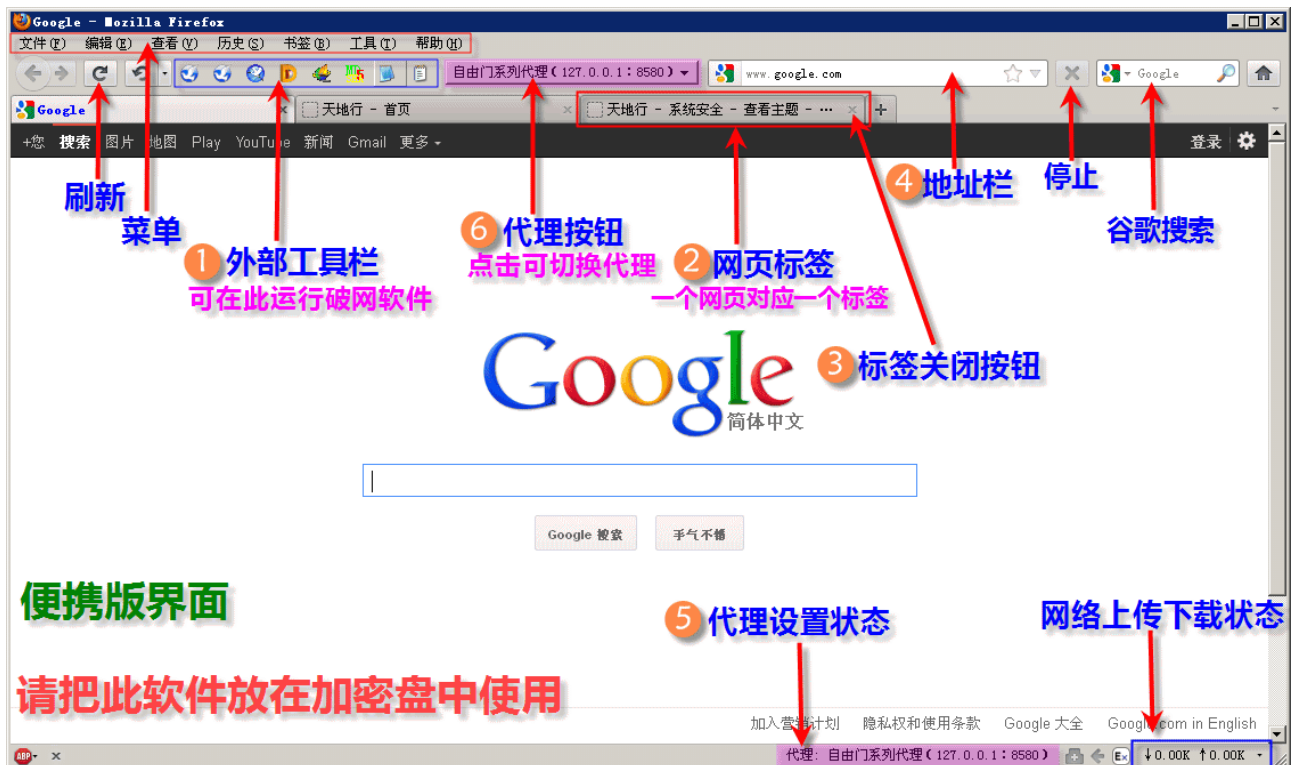 Google - Mozilla Firefox
文件(F) 编辑(E) 查看(V) 历史(S) 书签(B) 工具(T) 帮助(H)
自由门系列代理(127.0.0.1:8580) www.google.com Google
Google 天地行 - 首页 天地行 - 系统安全 - 查看主题 - ...
+您 搜索 图片 地图 Play YouTube 新闻 Gmail 更多 登录
刷新
菜单
1 外部工具栏
可在此运行破网软件
6 代理按钮
点击可切换代理
2 网页标签
一个网页对应一个标签
4 地址栏
停止
谷歌搜索
3 标签关闭按钮
Google
简体中文
Google 搜索 手气不错
便携版界面
5 代理设置状态
网络上传下载状态
请把此软件放在加密盘中使用
加入营销计划 隐私权和使用条款 Google 大全 Google.com in English
ABP 代理: 自由门系列代理(127.0.0.1:8580) Ex ↓0.00K ↑0.00K